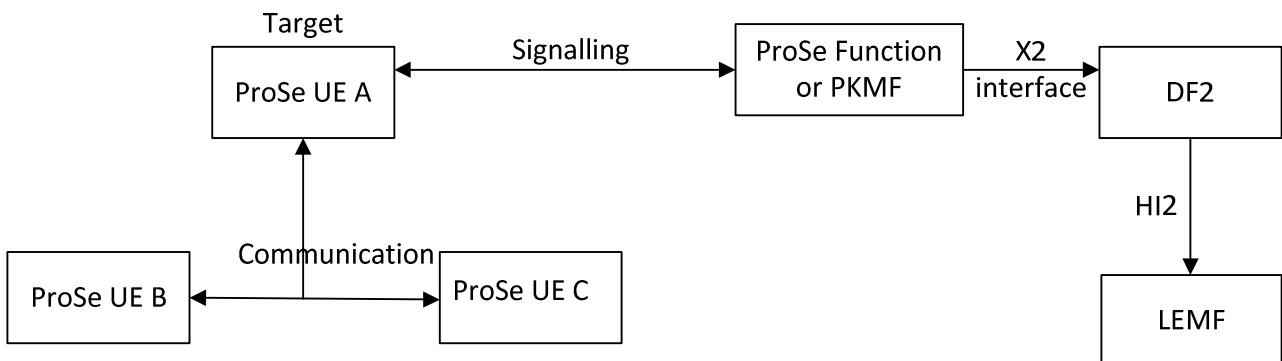 Target
ProSe UE A
Signalling
ProSe Function
or PKMF
X2
interface
DF2
HI2
Communication
ProSe UE B
ProSe UE C
LEMF